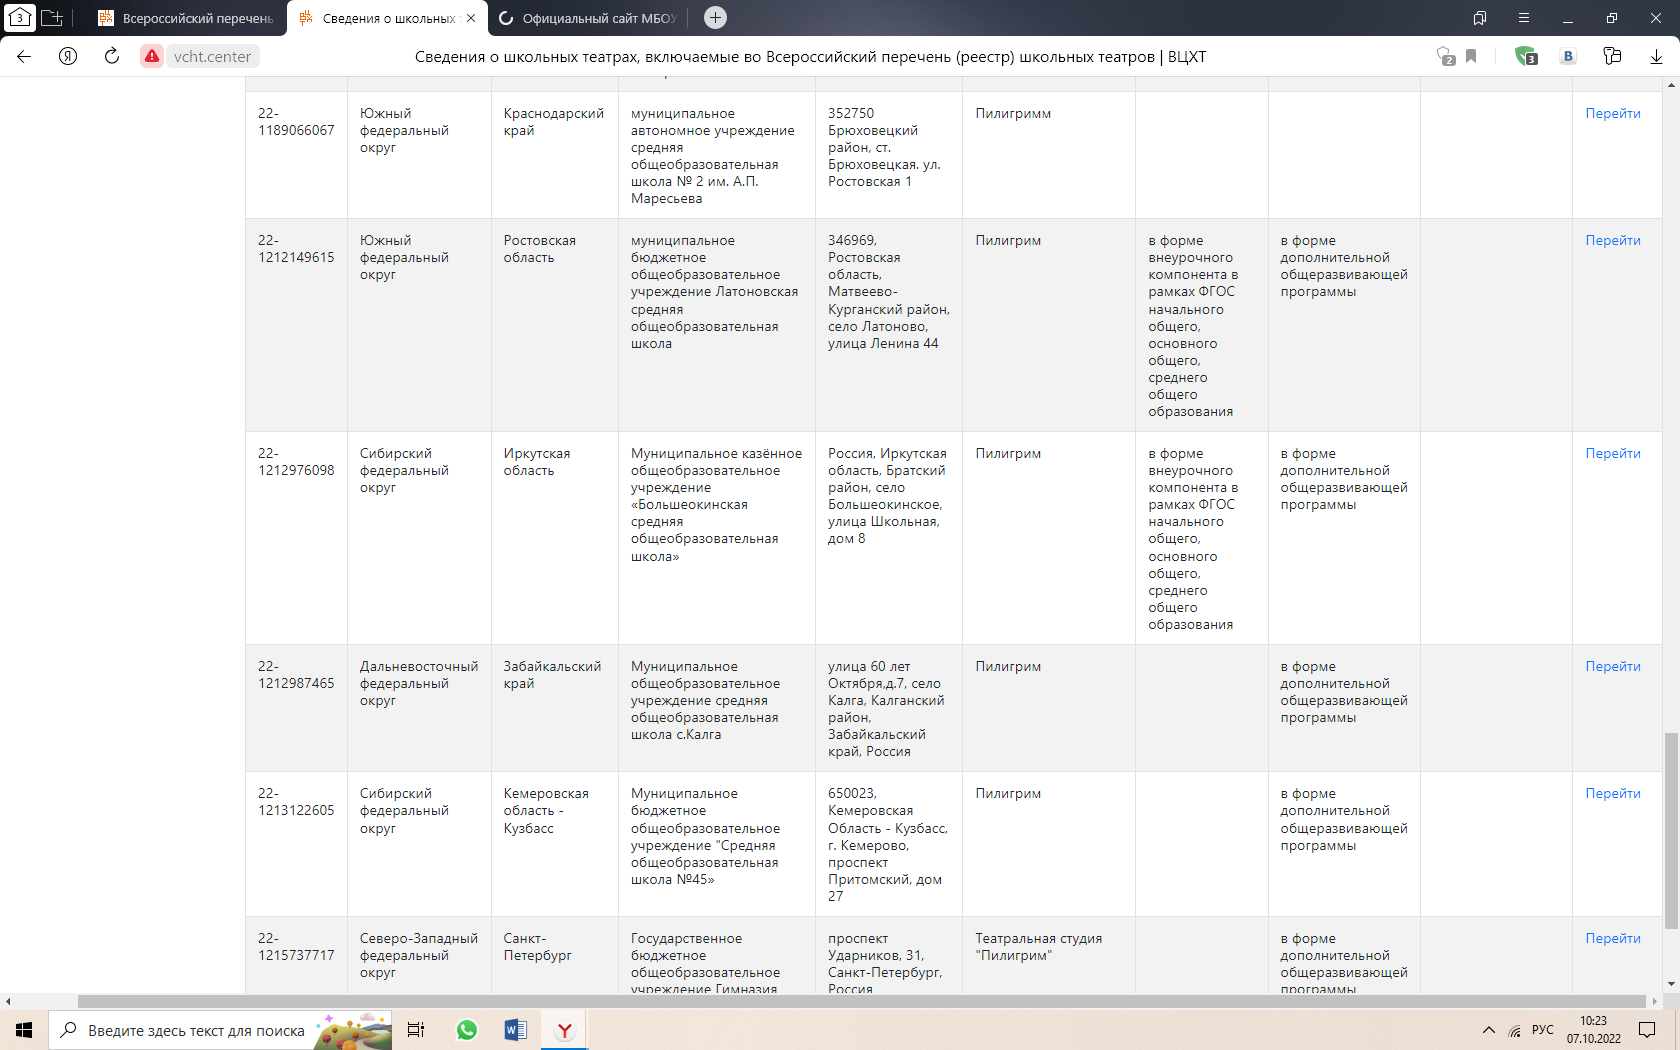 3
Всероссийский перечень
Сведения о школьных т
Официальный сайт МБОУ
Я
vcht.center
Сведения о школьных театрах, включаемые во Всероссийский перечень (реестр) школьных театров | ВЦХТ
2
3
B
22-
1189066067
Южный
федеральный
округ
Краснодарский
край
муниципальное
автономное учреждение
средняя
общеобразовательная
школа № 2 им. А.П.
Маресьева
352750
Брюховецкий
район, ст.
Брюховецкая. ул.
Ростовская 1
Пилигримм
Перейти
22-
1212149615
Южный
федеральный
округ
Ростовская
область
муниципальное
бюджетное
общеобразовательное
учреждение Латоновская
средняя
общеобразовательная
школа
346969,
Ростовская
область,
Матвеево-
Курганский район,
село Латоново,
улица Ленина 44
Пилигрим
в форме
внеурочного
компонента в
рамках ФГОС
начального
общего,
основного
общего,
среднего
общего
образования
в форме
дополнительной
общеразвивающей
программы
Перейти
22-
1212976098
Сибирский
федеральный
округ
Иркутская
область
Муниципальное казённое
общеобразовательное
учреждение
«Большеокинская
средняя
общеобразовательная
школа»
Россия, Иркутская
область, Братский
район, село
Большеокинское,
улица Школьная,
дом 8
Пилигрим
в форме
внеурочного
компонента в
рамках ФГОС
начального
общего,
основного
общего,
среднего
общего
образования
в форме
дополнительной
общеразвивающей
программы
Перейти
22-
1212987465
Дальневосточный
федеральный
округ
Забайкальский
край
Муниципальное
общеобразовательное
учреждение средняя
общеобразовательная
школа с.Калга
улица 60 лет
Октября,д.7, село
Калга, Калганский
район,
Забайкальский
край, Россия
Пилигрим
в форме
дополнительной
общеразвивающей
программы
Перейти
22-
1213122605
Сибирский
федеральный
округ
Кемеровская
область -
Кузбасс
Муниципальное
бюджетное
общеобразовательное
учреждение "Средняя
общеобразовательная
школа №45»
650023,
Кемеровская
Область - Кузбасс,
г. Кемерово,
проспект
Притомский, дом
27
Пилигрим
в форме
дополнительной
общеразвивающей
программы
Перейти
22-
1215737717
Северо-Западный
федеральный
округ
Санкт-
Петербург
Государственное
бюджетное
общеобразовательное
учреждение Гимназия
проспект
Ударников, 31,
Санкт-Петербург,
Россия
Театральная студия
"Пилигрим"
в форме
дополнительной
общеразвивающей
программы
Перейти
Введите здесь текст для поиска
W
Y
РУС
10:23
07.10.2022